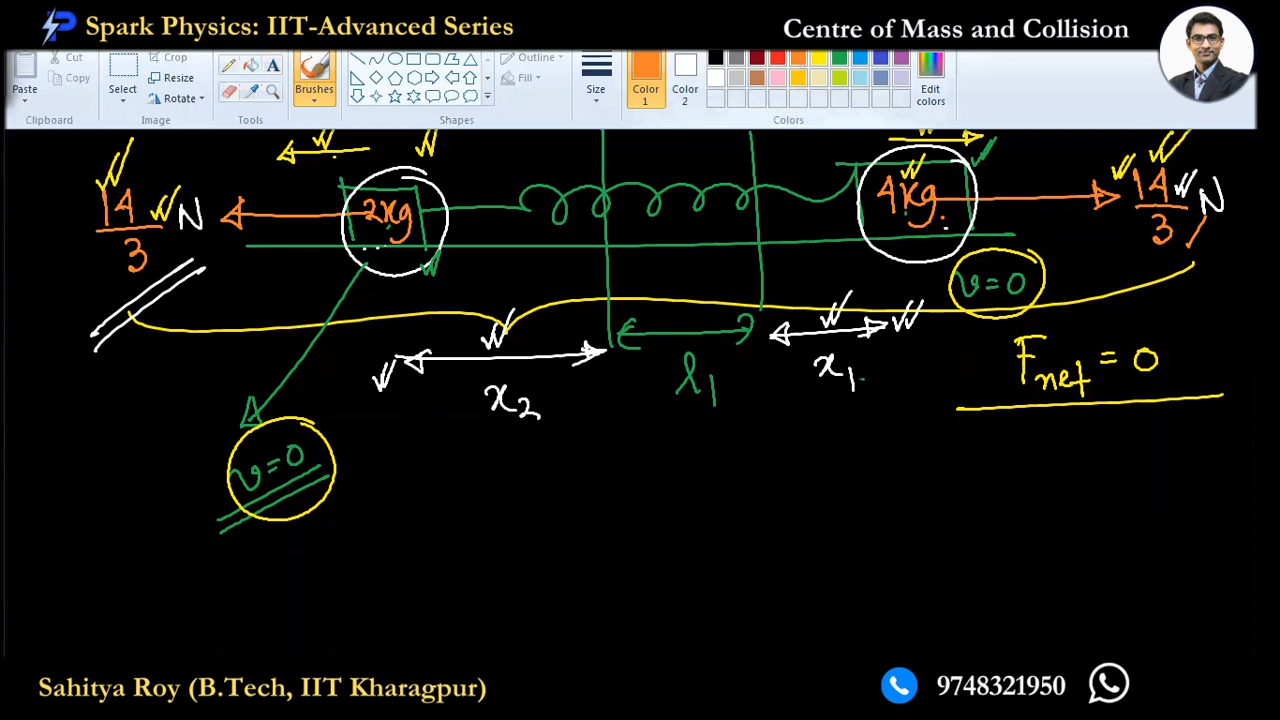 Spark Physics: IIT-Advanced Series
Centre of Mass and Collision
Paste
Cut
Copy
Clipboard
Select
Crop
Resize
Rotate
Image
Tools
Brushes
Outline
Fill
Shapes
Size
Color 1
Color 2
Edit colors
Colors
14/3 N
2kg
4kg
14/3 N
v=0
x2
l1
x1
Fnet = 0
v=0
Sahitya Roy (B.Tech, IIT Kharagpur)
9748321950